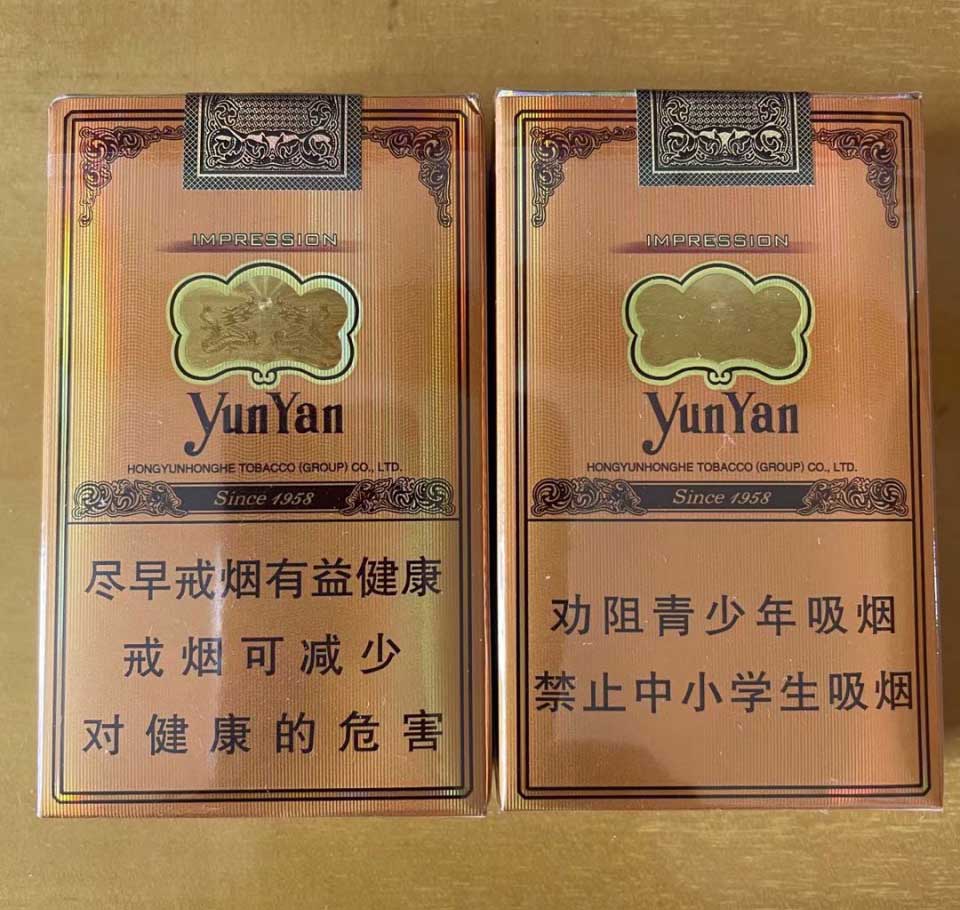 IMPRESSION
YunYan
HONGYUNHONGHE TOBACCO (GROUP) CO., LTD.
Since 1958
尽早戒烟有益健康
戒烟可减少
对健康的危害
IMPRESSION
YunYan
HONGYUNHONGHE TOBACCO (GROUP) CO., LTD.
Since 1958
劝阻青少年吸烟
禁止中小学生吸烟